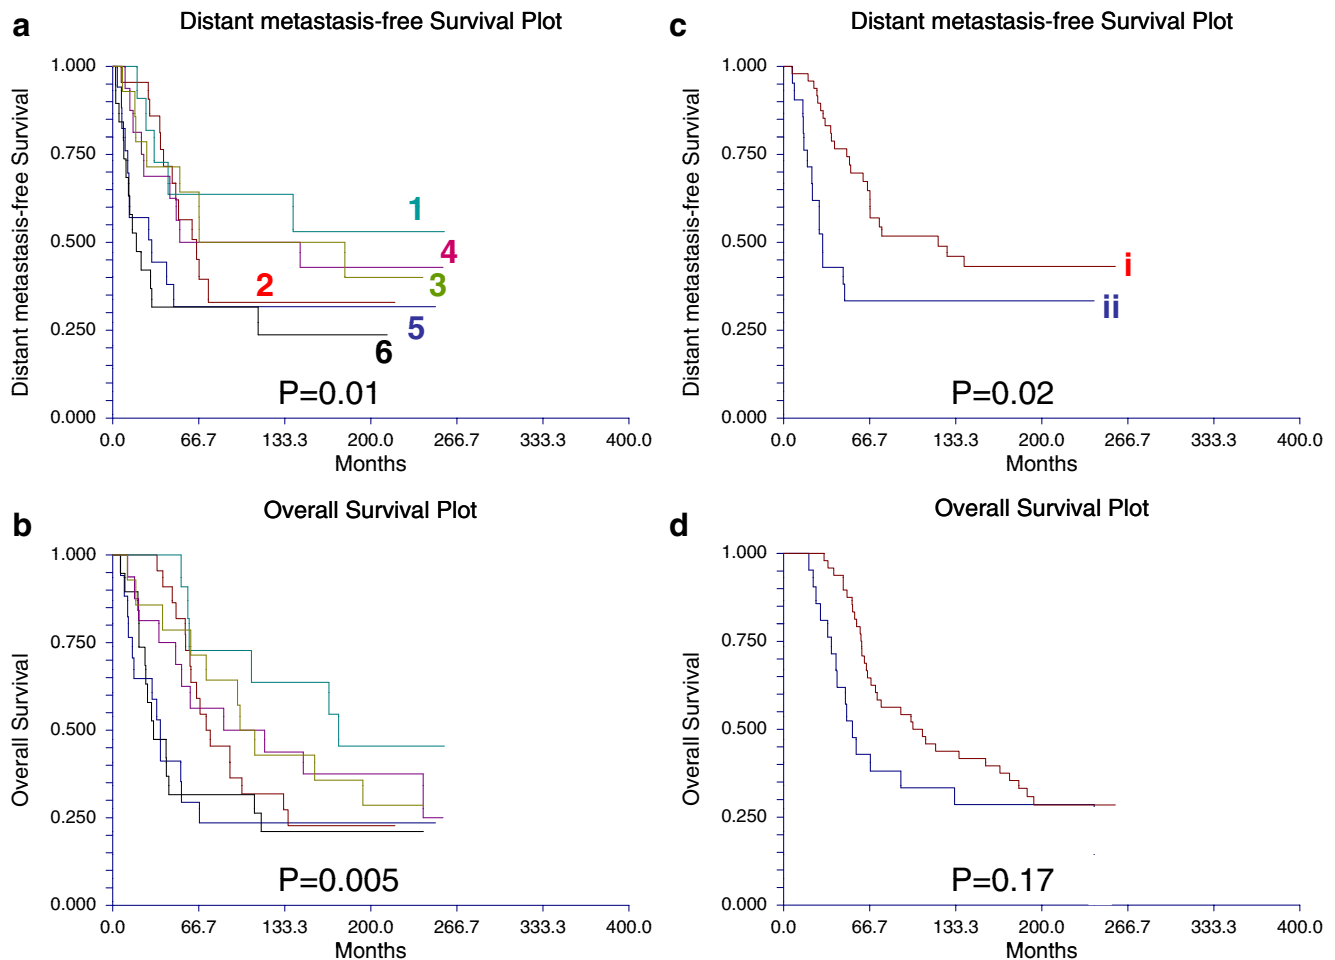 a
Distant metastasis-free Survival Plot
Distant metastasis-free Survival
1.000
0.750
0.500
0.250
0.000
1
4
3
2
5
6
P=0.01
0.0 66.7 133.3 200.0 266.7 333.3 400.0
Months
c
Distant metastasis-free Survival Plot
Distant metastasis-free Survival
1.000
0.750
0.500
0.250
0.000
i
ii
P=0.02
0.0 66.7 133.3 200.0 266.7 333.3 400.0
Months
b
Overall Survival Plot
Overall Survival
1.000
0.750
0.500
0.250
0.000
P=0.005
0.0 66.7 133.3 200.0 266.7 333.3 400.0
Months
d
Overall Survival Plot
Overall Survival
1.000
0.750
0.500
0.250
0.000
P=0.17
0.0 66.7 133.3 200.0 266.7 333.3 400.0
Months